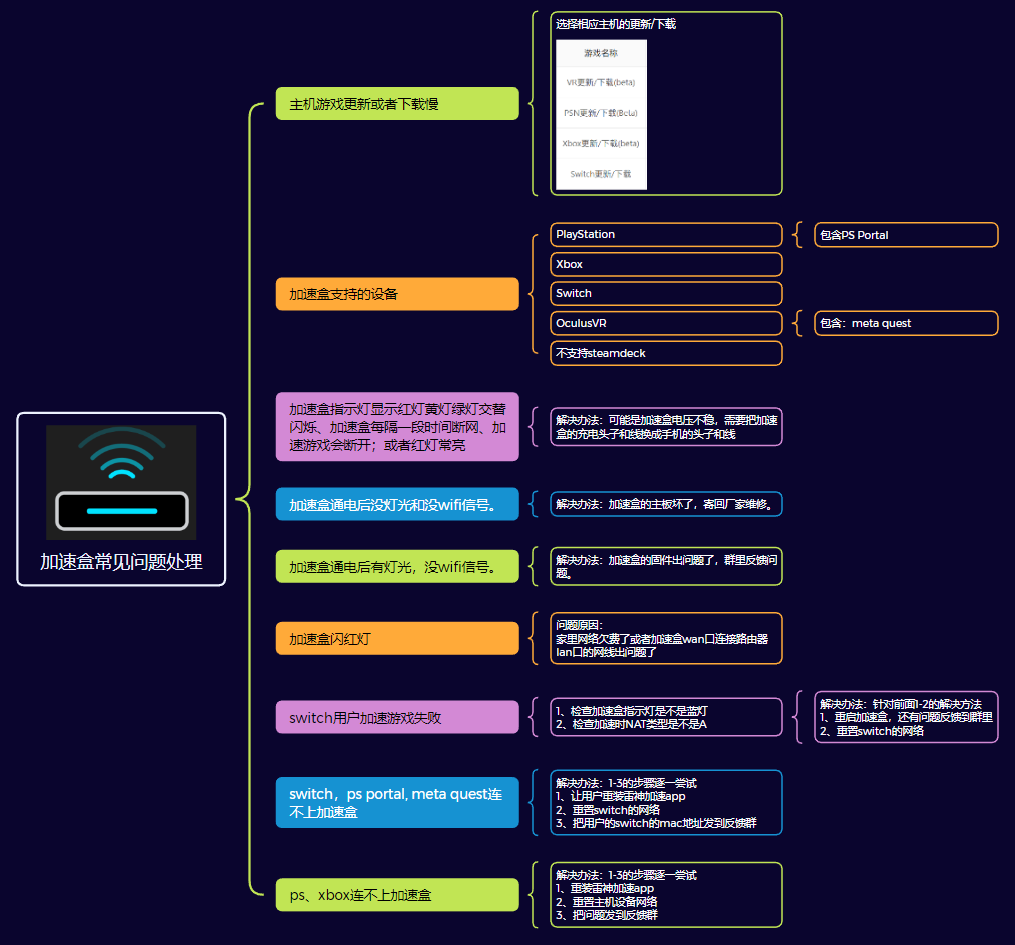 加速盒常见问题处理
主机游戏更新或者下载慢
选择相应主机的更新/下载
游戏名称
VR更新/下载(beta)
PSN更新/下载(Beta)
Xbox更新/下载(beta)
Switch更新/下载
加速盒支持的设备
PlayStation
包含PS Portal
Xbox
Switch
OculusVR
包含：meta quest
不支持steamdeck
加速盒指示灯显示红灯黄灯绿灯交替
闪烁、加速盒每隔一段时间断网、加
速游戏会断开；或者红灯常亮
解决办法：可能是加速盒电压不稳，需要把加速
盒的充电头子和线换成手机的头子和线
加速盒通电后没灯光和没wifi信号。
解决办法：加速盒的主板坏了，寄回厂家维修。
加速盒通电后有灯光，没wifi信号。
解决办法：加速盒的固件出问题了，群里反馈问
题。
加速盒闪红灯
问题原因：
家里网络欠费了或者加速盒wan口连接路由器
lan口的网线出问题了
switch用户加速游戏失败
1、检查加速盒指示灯是不是蓝灯
2、检查加速时NAT类型是不是A
解决办法：针对前面1-2的解决方法
1、重启加速盒，还有问题反馈到群里
2、重置switch的网络
switch，ps portal, meta quest连
不上加速盒
解决办法：1-3的步骤逐一尝试
1、让用户重装雷神加速app
2、重置switch的网络
3、把用户的switch的mac地址发到反馈群
ps、xbox连不上加速盒
解决办法：1-3的步骤逐一尝试
1、重装雷神加速app
2、重置主机设备网络
3、把问题发到反馈群